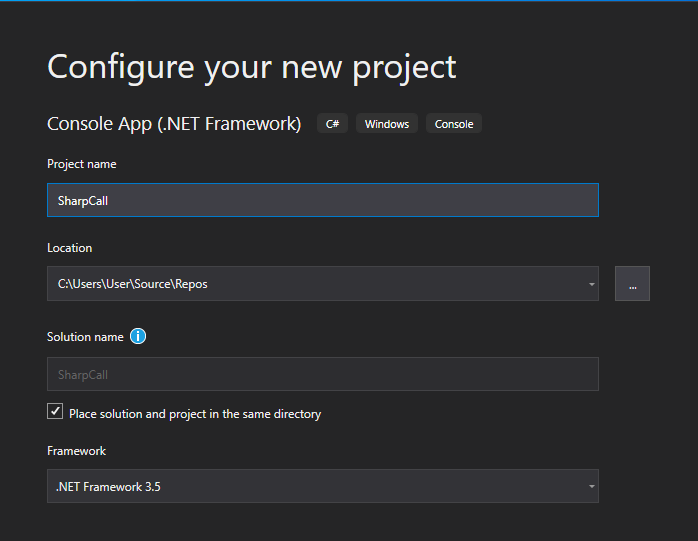 Configure your new project
Console App (.NET Framework) C# Windows Console
Project name
SharpCall
Location
C:\Users\User\Source\Repos
...
Solution name
SharpCall
Place solution and project in the same directory
Framework
.NET Framework 3.5